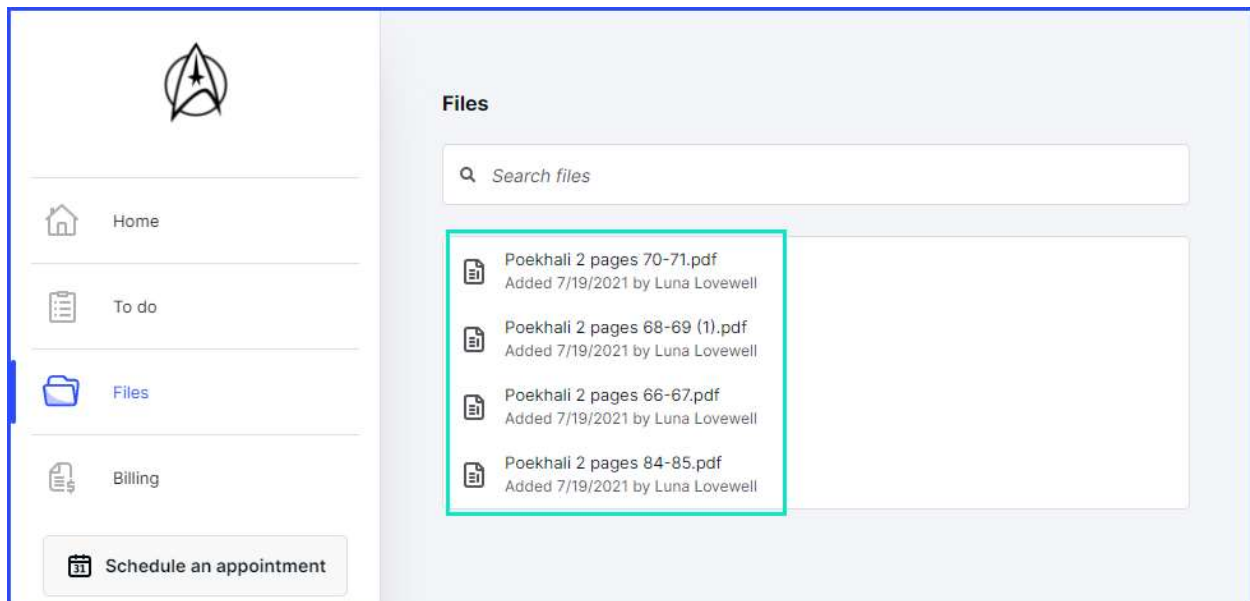 Home
To do
Files
Billing
31
Schedule an appointment
Files
Search files
Poekhali 2 pages 70-71.pdf
Added 7/19/2021 by Luna Lovewell
Poekhali 2 pages 68-69 (1).pdf
Added 7/19/2021 by Luna Lovewell
Poekhali 2 pages 66-67.pdf
Added 7/19/2021 by Luna Lovewell
Poekhali 2 pages 84-85.pdf
Added 7/19/2021 by Luna Lovewell